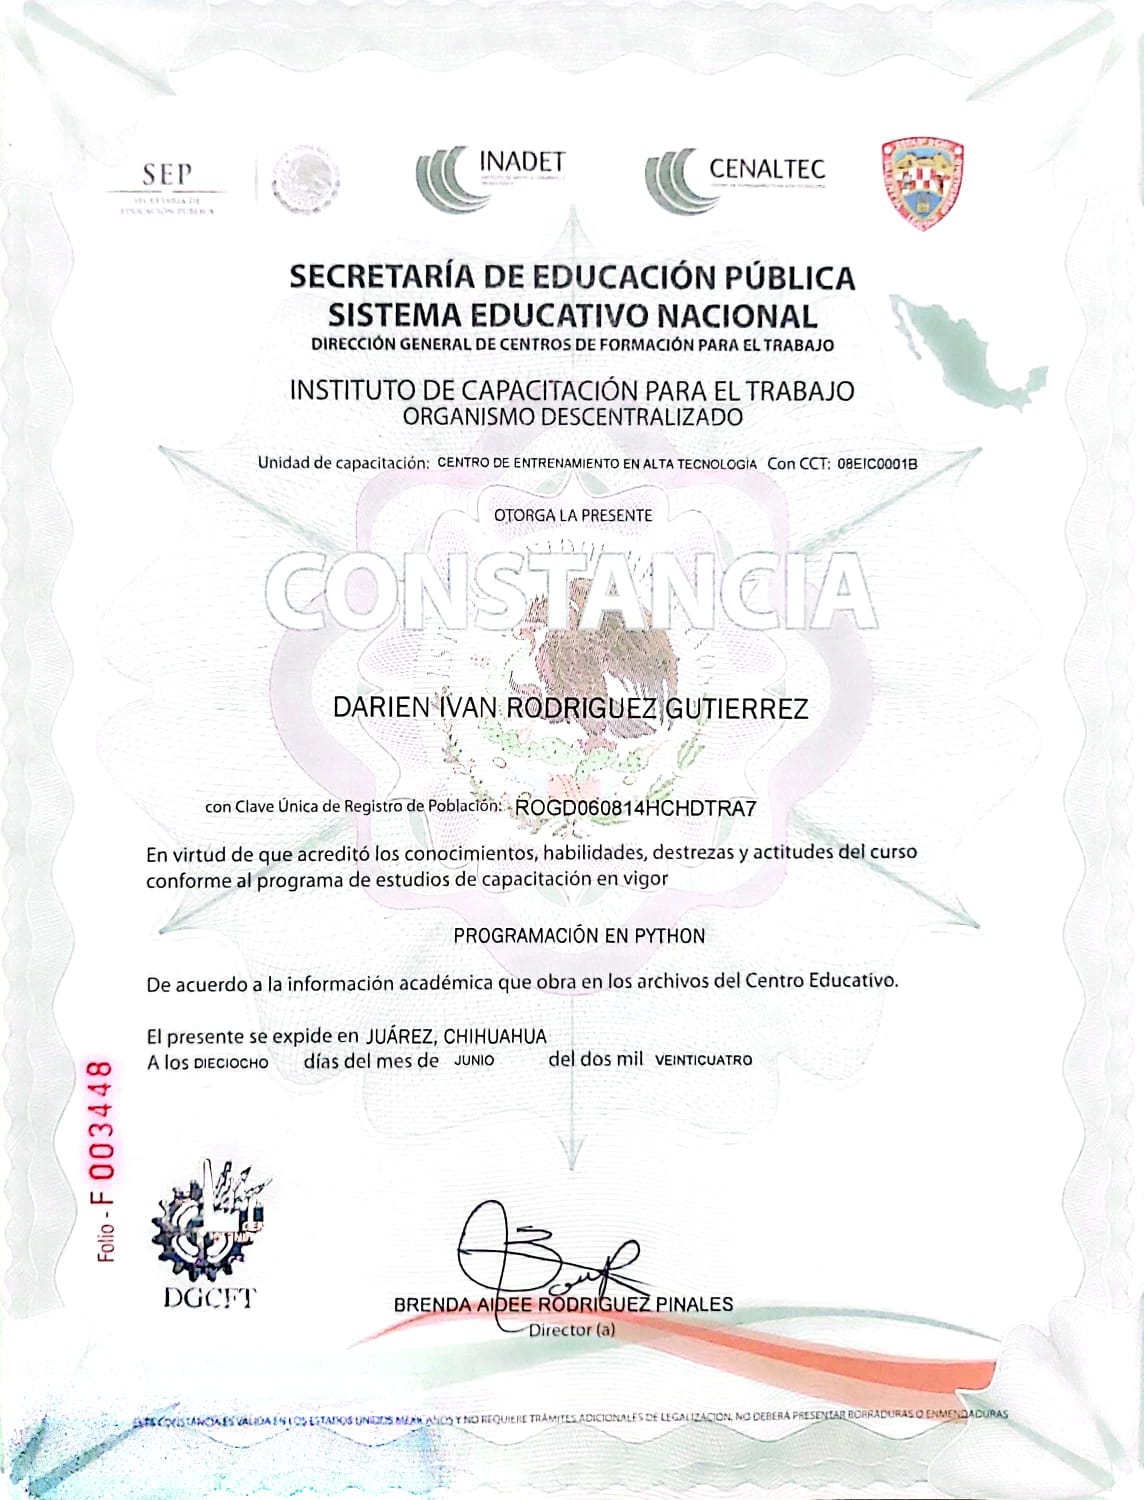 SEP
SECRETARÍA DE
EDUCACIÓN PÚBLICA
INADET
CENALTEC
SECRETARÍA DE EDUCACIÓN PÚBLICA
SISTEMA EDUCATIVO NACIONAL
DIRECCIÓN GENERAL DE CENTROS DE FORMACIÓN PARA EL TRABAJO
INSTITUTO DE CAPACITACIÓN PARA EL TRABAJO
ORGANISMO DESCENTRALIZADO
Unidad de capacitación: CENTRO DE ENTRENAMIENTO EN ALTA TECNOLOGÍA Con CCT: 08EIC0001B
OTORGA LA PRESENTE
CONSTANCIA
DARIEN IVAN RODRIGUEZ GUTIERREZ
con Clave Única de Registro de Población: ROGD060814HCHDTRA7
En virtud de que acreditó los conocimientos, habilidades, destrezas y actitudes del curso
conforme al programa de estudios de capacitación en vigor
PROGRAMACIÓN EN PYTHON
De acuerdo a la información académica que obra en los archivos del Centro Educativo.
El presente se expide en JUÁREZ, CHIHUAHUA
A los DIECIOCHO días del mes de JUNIO del dos mil VEINTICUATRO
Folio - F 003448
DGCFT
BRENDA AIDEE RODRIGUEZ PINALES
Director (a)
ESTA CONSTANCIA ES VALIDA EN LOS ESTADOS UNIDOS MEXICANOS Y NO REQUIERE TRÁMITES ADICIONALES DE LEGALIZACIÓN, NO DEBERÁ PRESENTAR BORRADURAS O ENMENDADURAS